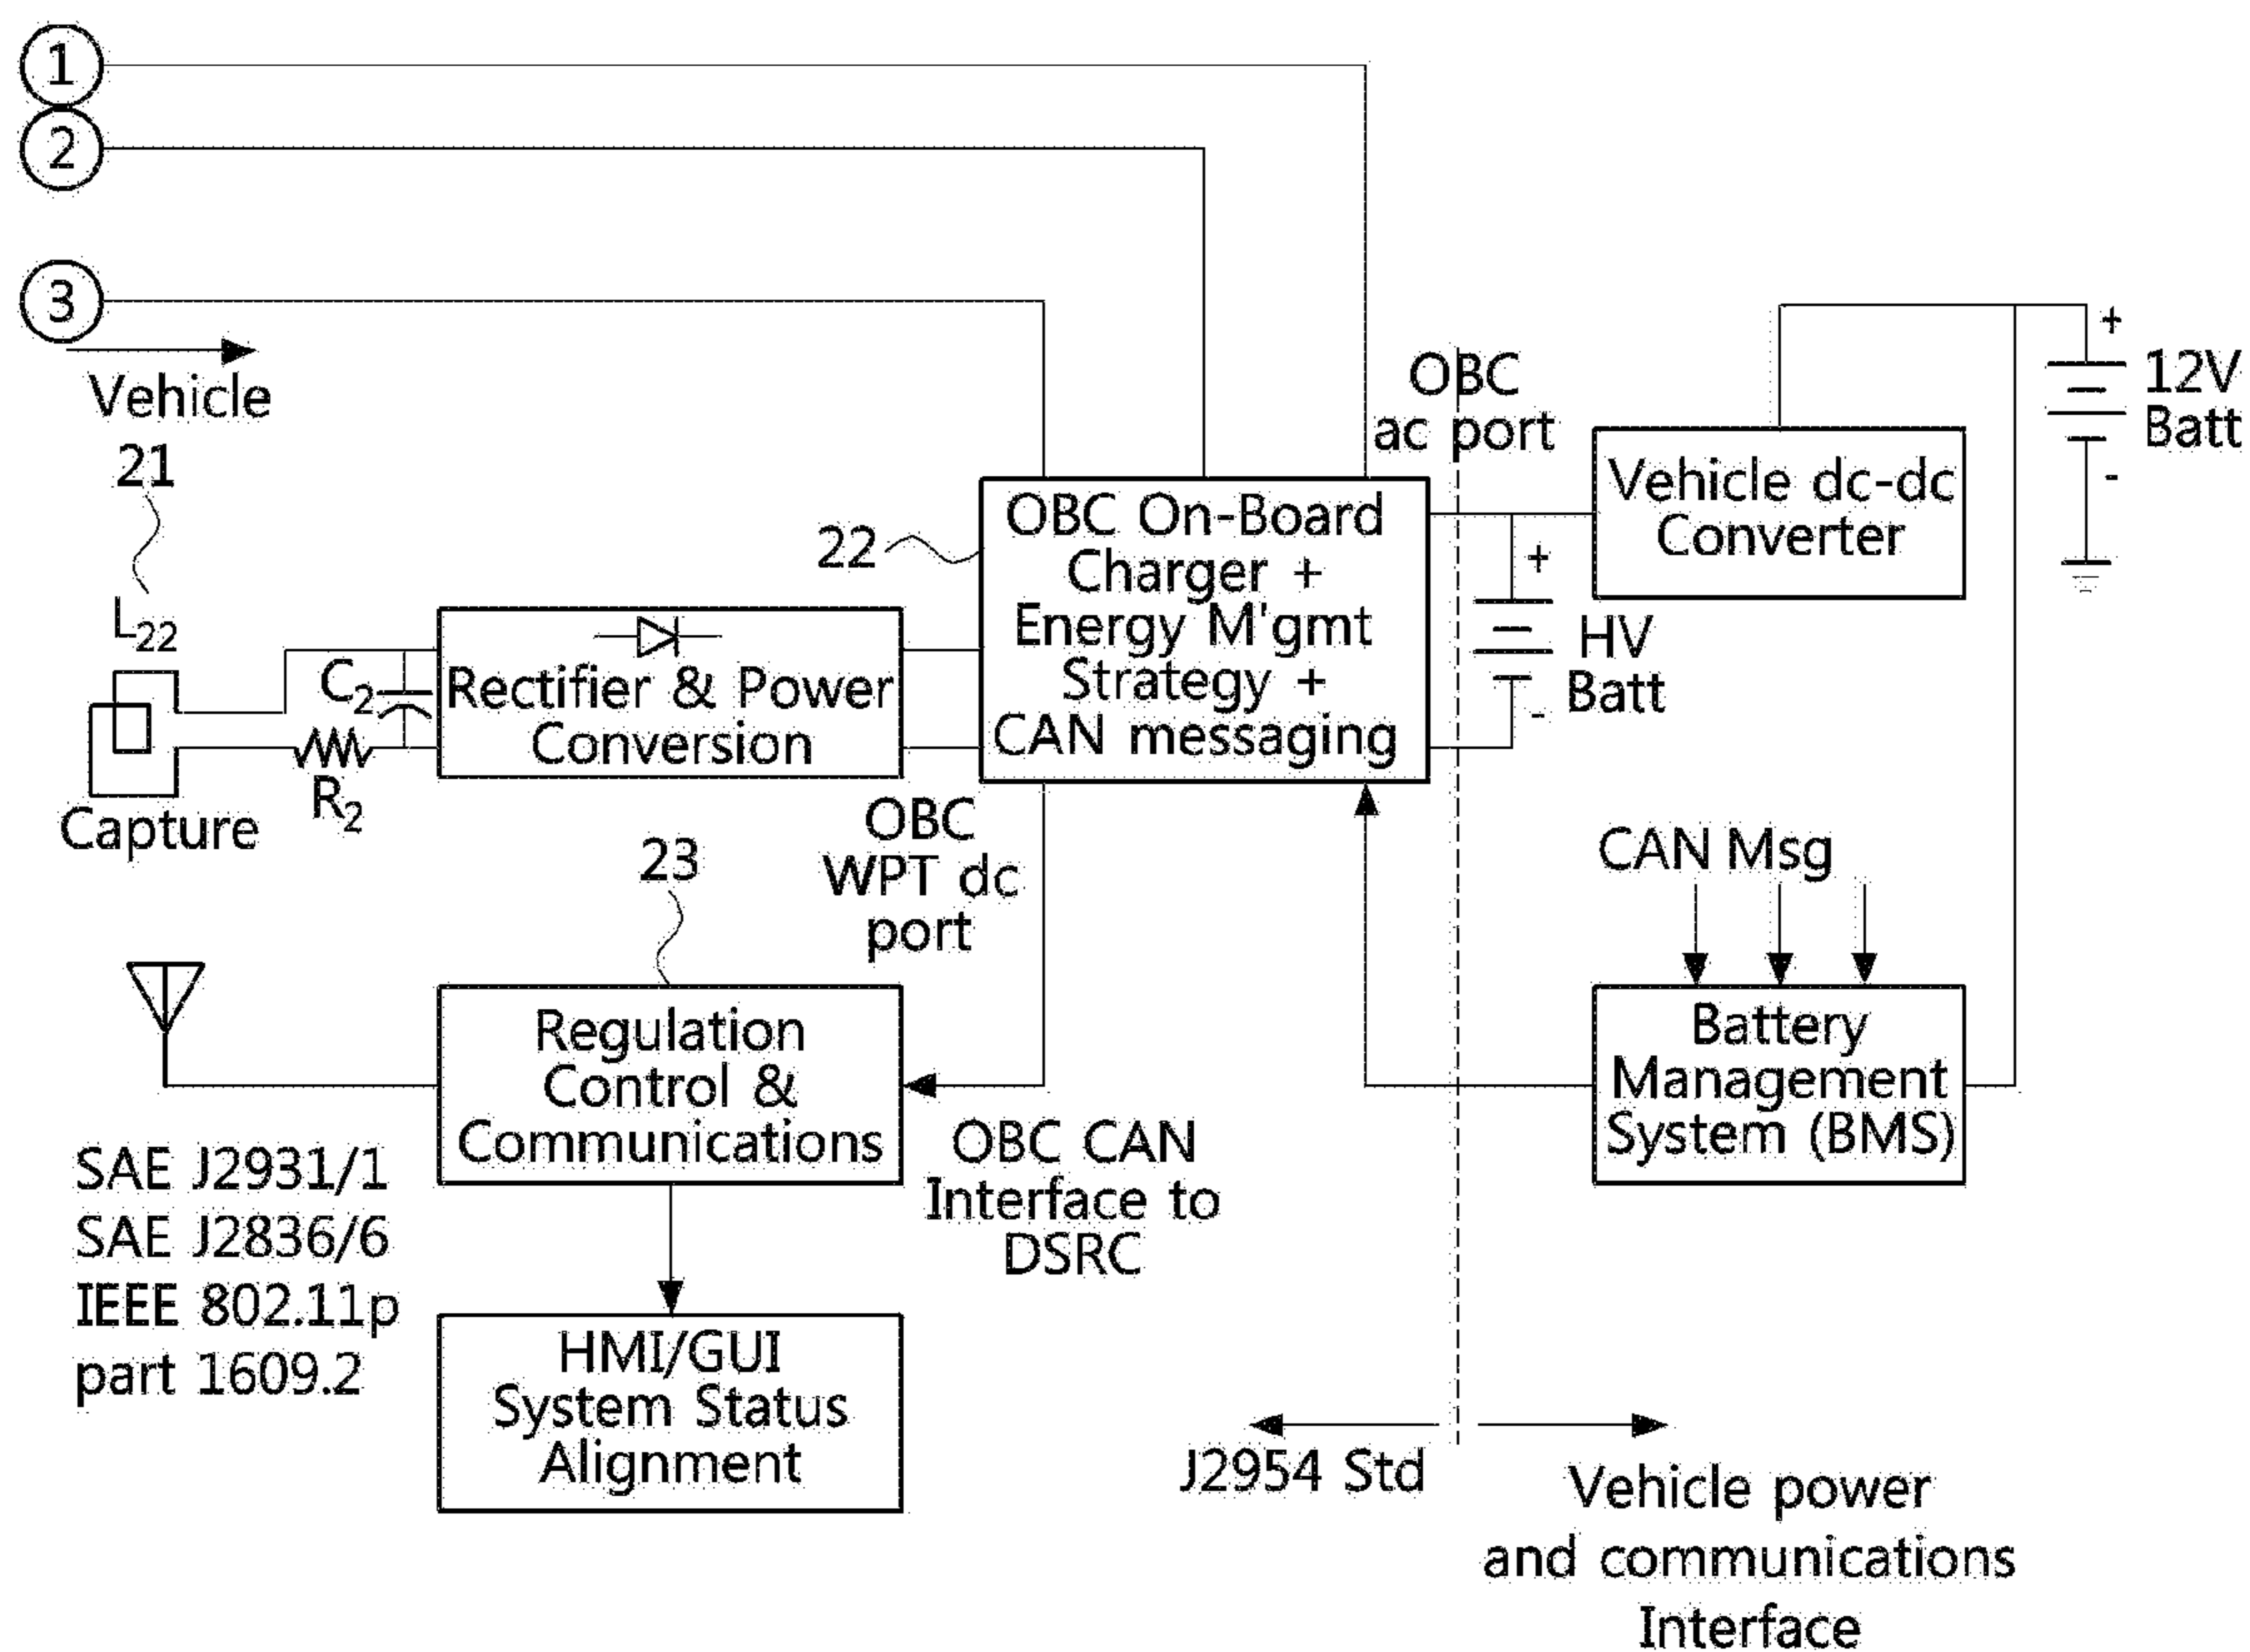 1
2
3
Vehicle
21
L22
C2
R2
Capture
Rectifier & Power
Conversion
22
OBC On-Board
Charger +
Energy M'gmt
Strategy +
CAN messaging
OBC
ac port
Vehicle dc-dc
Converter
+
12V
Batt
-
+
HV
Batt
-
OBC
WPT dc
port
23
Regulation
Control &
Communications
OBC CAN
Interface to
DSRC
CAN Msg
Battery
Management
System (BMS)
SAE J2931/1
SAE J2836/6
IEEE 802.11p
part 1609.2
HMI/GUI
System Status
Alignment
J2954 Std
Vehicle power
and communications
Interface